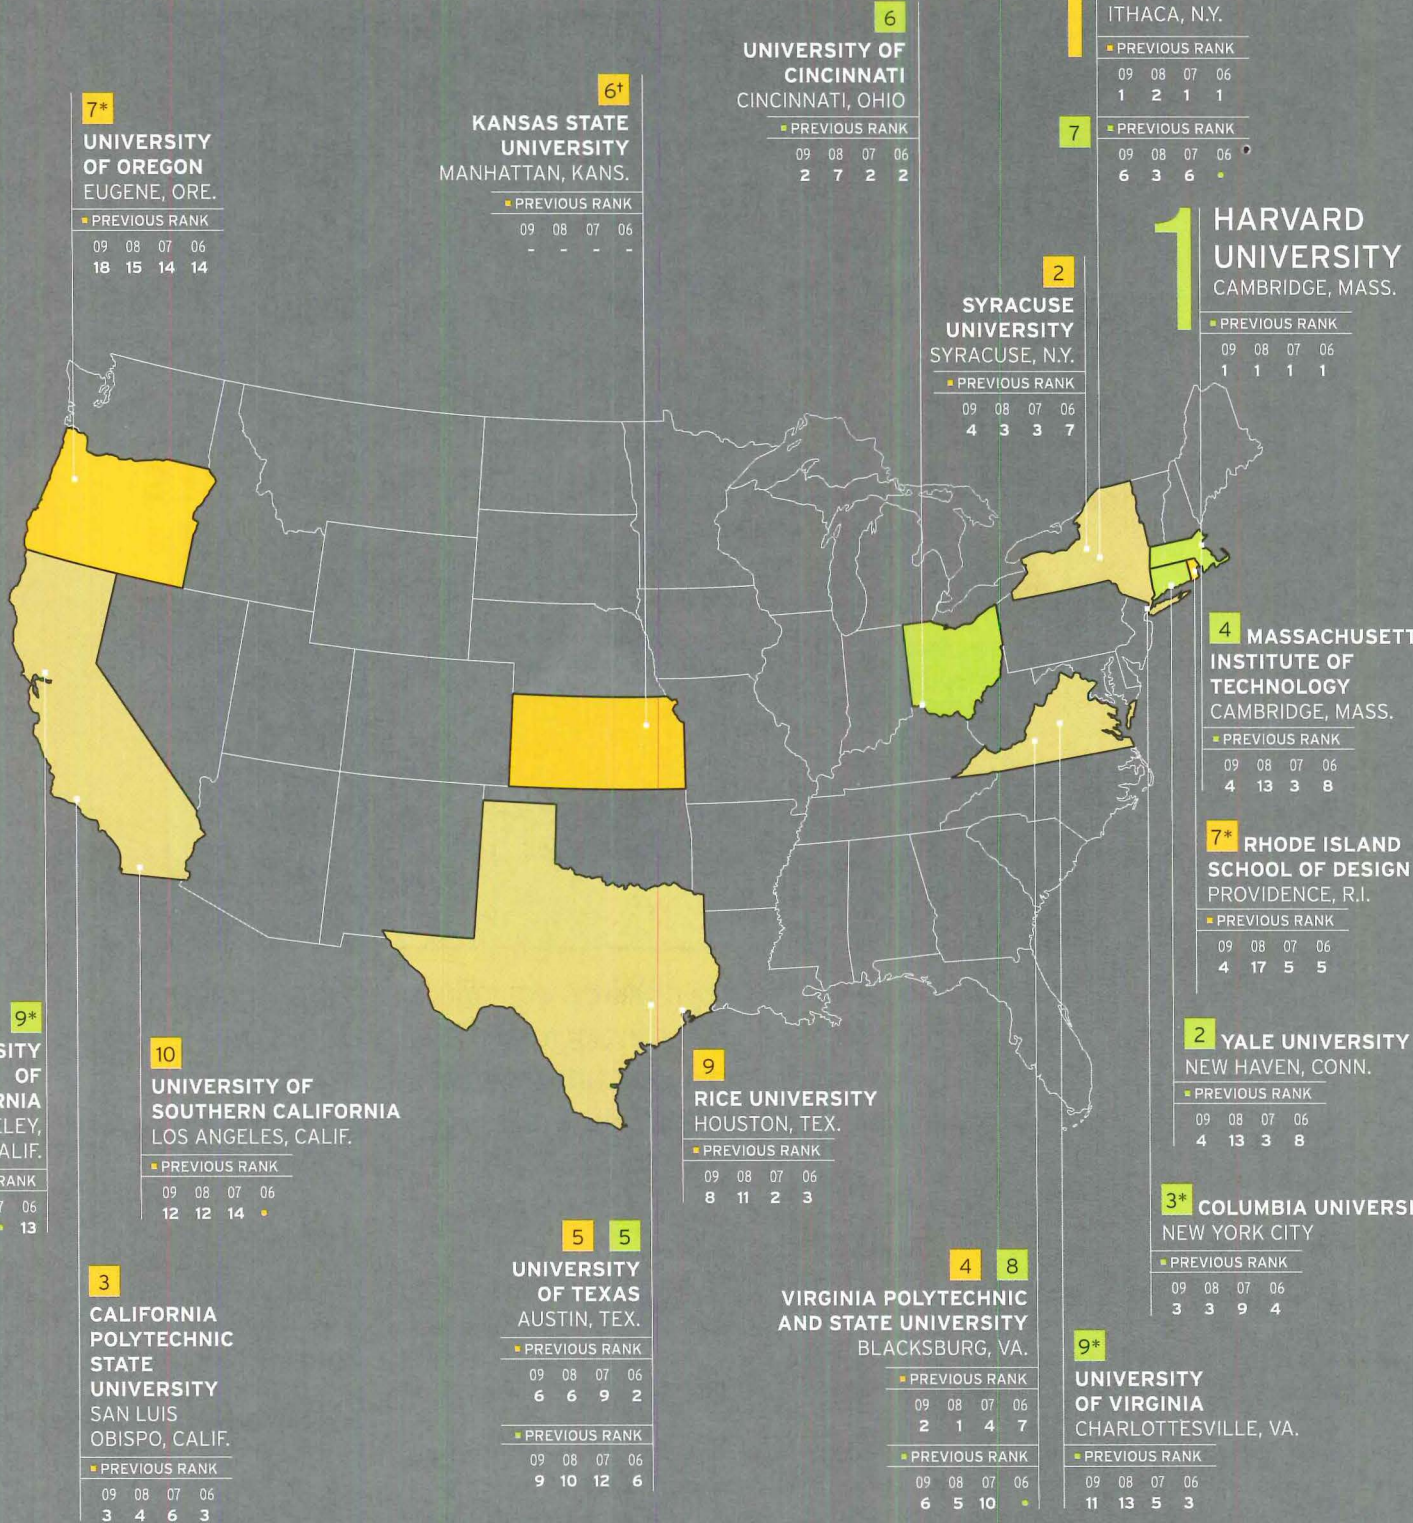 6
UNIVERSITY OF
CINCINNATI
CINCINNATI, OHIO
PREVIOUS RANK
09 08 07 06
2 7 2 2
ITHACA, N.Y.
PREVIOUS RANK
09 08 07 06
1 2 1 1
7
PREVIOUS RANK
09 08 07 06
6 3 6 ▪
7*
UNIVERSITY
OF OREGON
EUGENE, ORE.
PREVIOUS RANK
09 08 07 06
18 15 14 14
6†
KANSAS STATE
UNIVERSITY
MANHATTAN, KANS.
PREVIOUS RANK
09 08 07 06
- - - -
1 HARVARD
UNIVERSITY
CAMBRIDGE, MASS.
PREVIOUS RANK
09 08 07 06
1 1 1 1
2
SYRACUSE
UNIVERSITY
SYRACUSE, N.Y.
PREVIOUS RANK
09 08 07 06
4 3 3 7
4 MASSACHUSETT
INSTITUTE OF
TECHNOLOGY
CAMBRIDGE, MASS.
PREVIOUS RANK
09 08 07 06
4 13 3 8
7* RHODE ISLAND
SCHOOL OF DESIGN
PROVIDENCE, R.I.
PREVIOUS RANK
09 08 07 06
4 17 5 5
9*
SITY
OF
RNIA
LEY,
ALIF.
RANK
7 06
▪ 13
10
UNIVERSITY OF
SOUTHERN CALIFORNIA
LOS ANGELES, CALIF.
PREVIOUS RANK
09 08 07 06
12 12 14 ▪
9
RICE UNIVERSITY
HOUSTON, TEX.
PREVIOUS RANK
09 08 07 06
8 11 2 3
2 YALE UNIVERSITY
NEW HAVEN, CONN.
PREVIOUS RANK
09 08 07 06
4 13 3 8
3* COLUMBIA UNIVERSI
NEW YORK CITY
PREVIOUS RANK
09 08 07 06
3 3 9 4
3
CALIFORNIA
POLYTECHNIC
STATE
UNIVERSITY
SAN LUIS
OBISPO, CALIF.
PREVIOUS RANK
09 08 07 06
3 4 6 3
5 5
UNIVERSITY
OF TEXAS
AUSTIN, TEX.
PREVIOUS RANK
09 08 07 06
6 6 9 2
PREVIOUS RANK
09 08 07 06
9 10 12 6
4 8
VIRGINIA POLYTECHNIC
AND STATE UNIVERSITY
BLACKSBURG, VA.
PREVIOUS RANK
09 08 07 06
2 1 4 7
PREVIOUS RANK
09 08 07 06
6 5 10 ▪
9*
UNIVERSITY
OF VIRGINIA
CHARLOTTESVILLE, VA.
PREVIOUS RANK
09 08 07 06
11 13 5 3